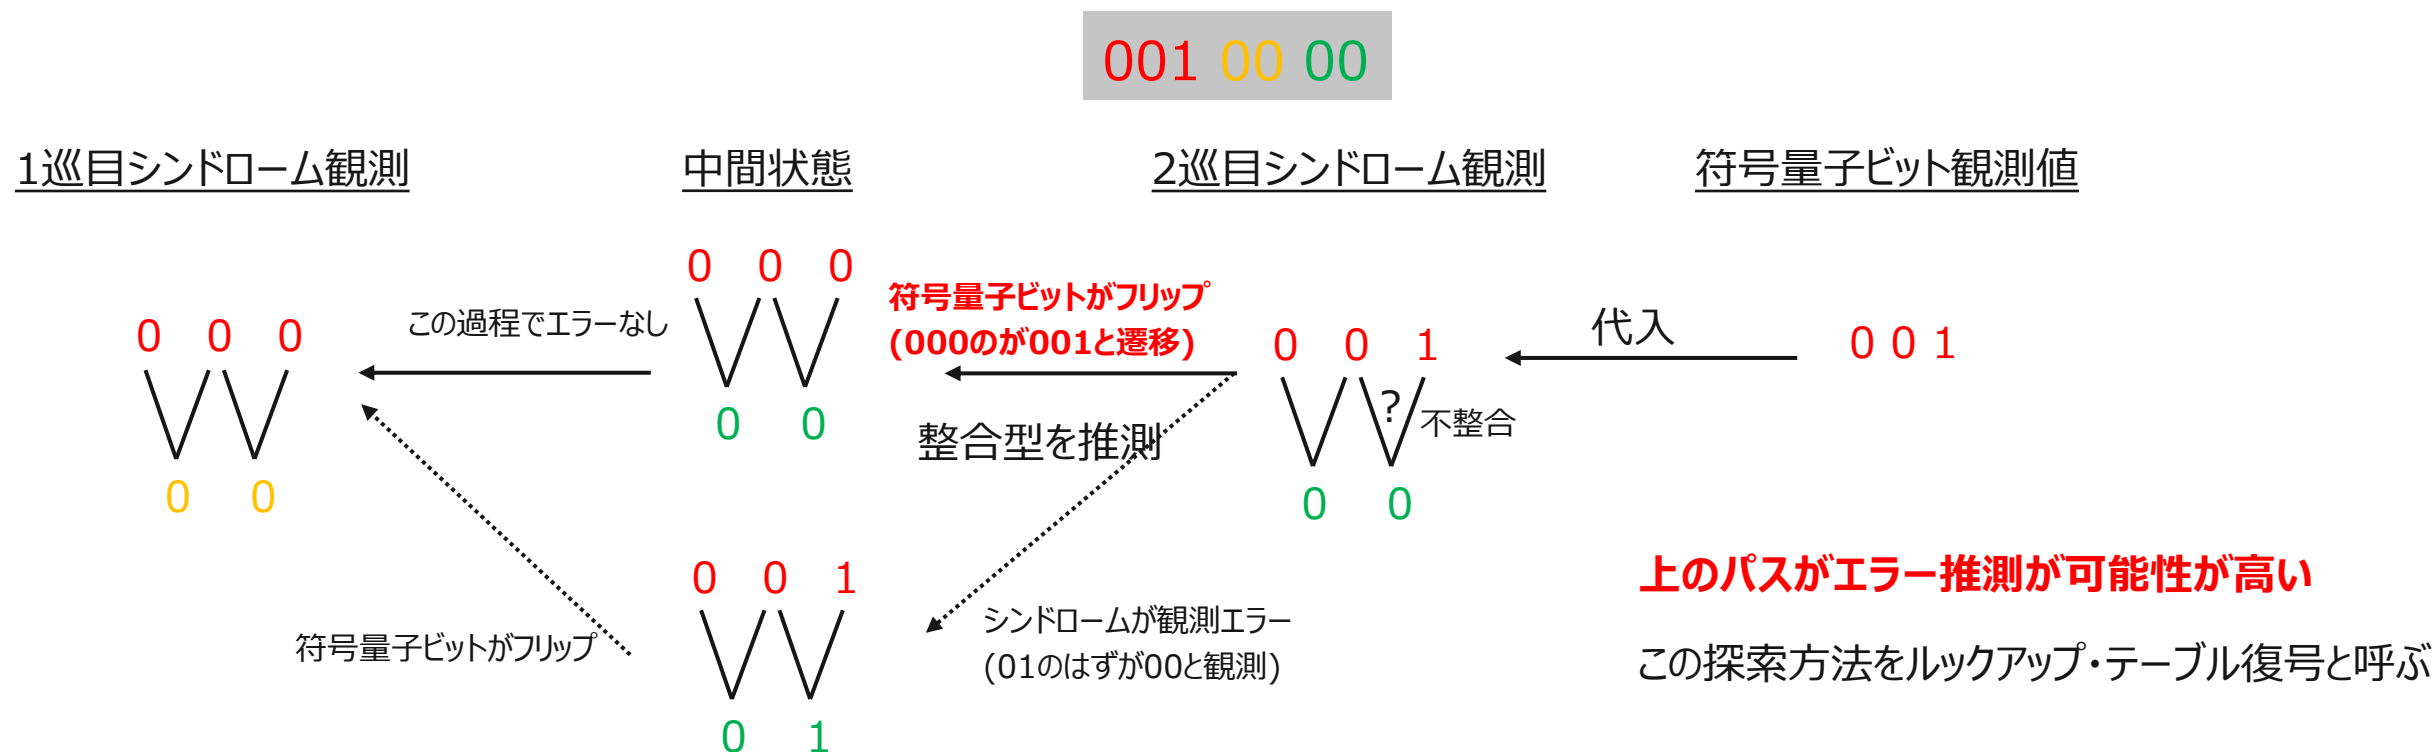 001 00 00
1巡目シンドローム観測
中間状態
2巡目シンドローム観測
符号量子ビット観測値
0 0 0
0 0
この過程でエラーなし
0 0 0
0 0
符号量子ビットがフリップ
(000のが001と遷移)
整合型を推測
0 0 1
?
不整合
0 0
代入
0 0 1
符号量子ビットがフリップ
0 0 1
0 1
シンドロームが観測エラー
(01のはずが00と観測)
上のパスがエラー推測が可能性が高い
この探索方法をルックアップ・テーブル復号と呼ぶ